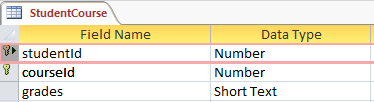 StudentCourse
Field Name Data Type
studentId Number
courseId Number
grades Short Text